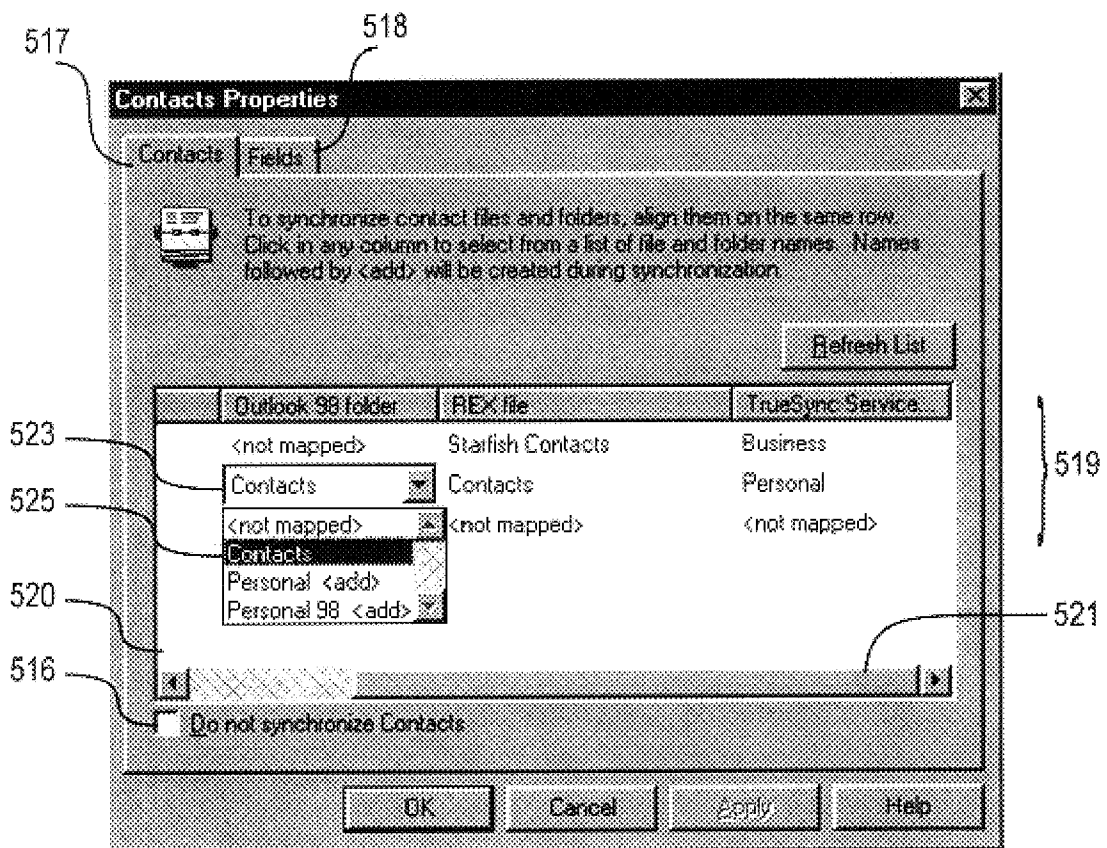 517
518
Contacts Properties
Contacts
Fields
To synchronize contact files and folders, align them on the same row.
Click in any column to select from a list of file and folder names. Names
followed by <add> will be created during synchronization.
Refresh List
Outlook 98 folder REX file TrueSync Service
<not mapped> Starfish Contacts Business
523
Contacts Contacts Personal
519
525
<not mapped> <not mapped> <not mapped>
Contacts
Personal <add>
520
Personal 98 <add>
521
516
Do not synchronize Contacts
OK Cancel Apply Help